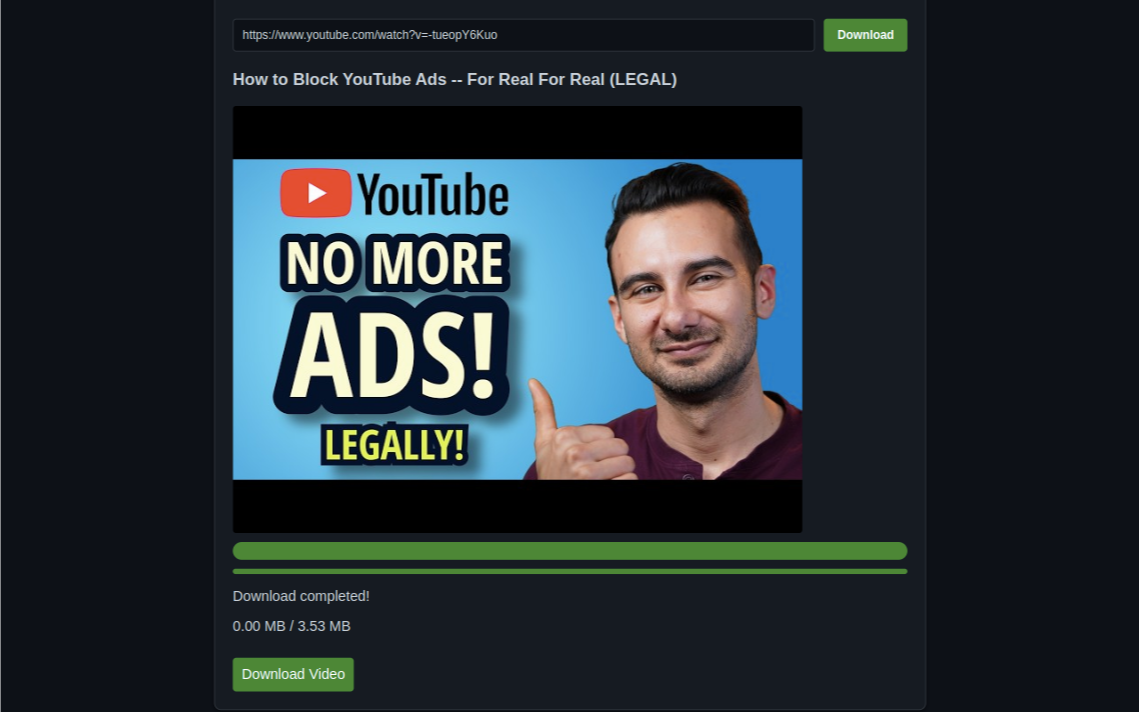 https://www.youtube.com/watch?v=-tueopY6Kuo
Download
How to Block YouTube Ads -- For Real For Real (LEGAL)
YouTube
NO MORE
ADS!
LEGALLY!
Download completed!
0.00 MB / 3.53 MB
Download Video